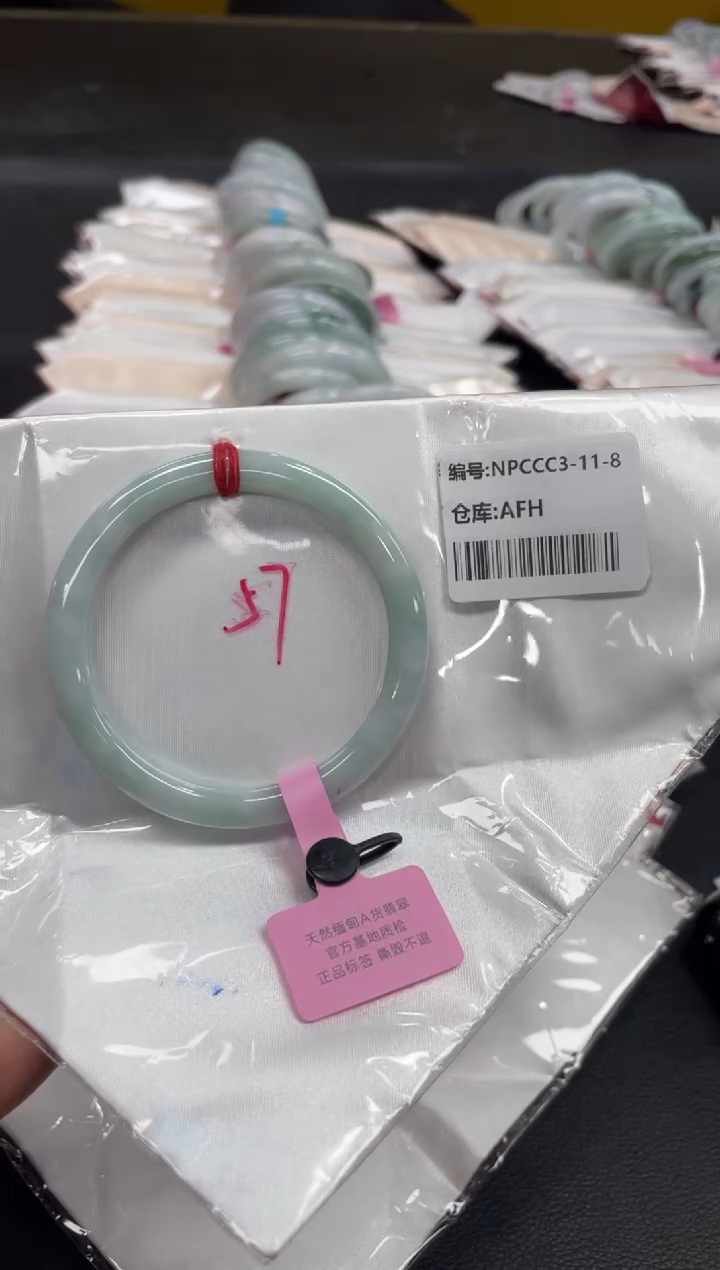 编号:NPCCC3-11-8
仓库:AFH
57
天然缅甸A货翡翠
官方基地质检
正品标签 撕毁不退